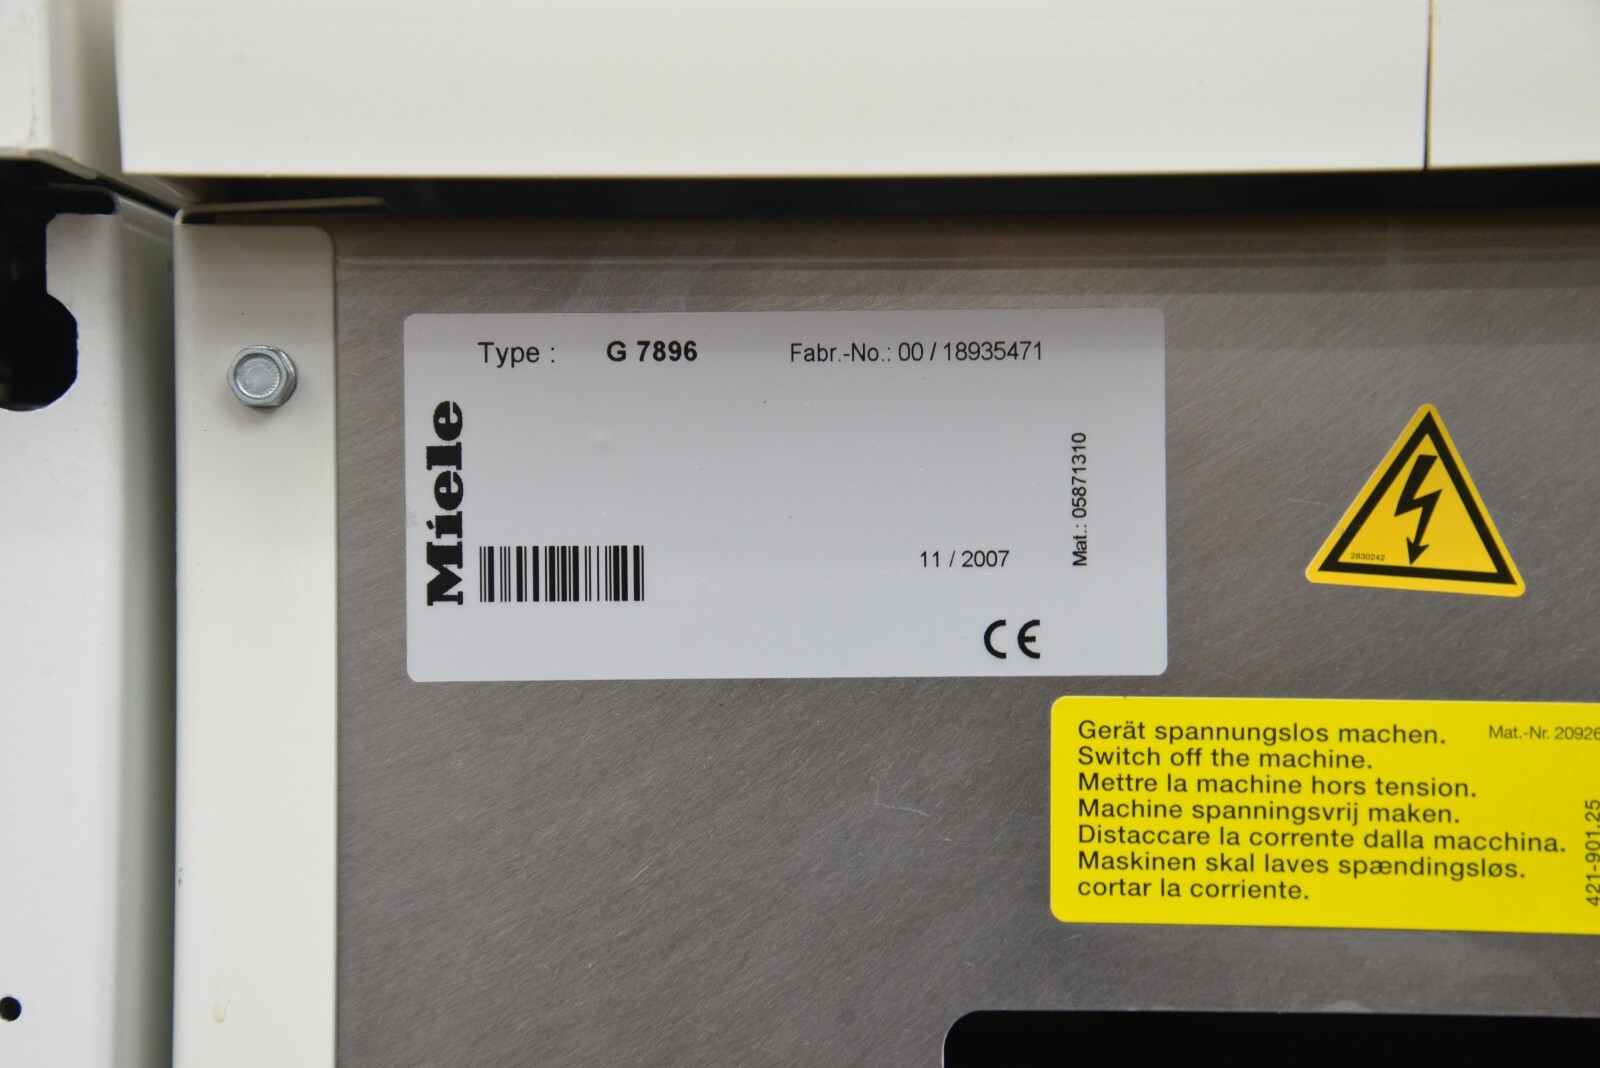 Type : G 7896 Fabr.-No.: 00 / 18935471
Miele
Mat.: 05871310
11 / 2007
CE
2830242
Gerät spannungslos machen. Mat.-Nr. 20926
Switch off the machine.
Mettre la machine hors tension.
Machine spanningsvrij maken.
Distaccare la corrente dalla macchina.
Maskinen skal laves spændingsløs.
cortar la corriente.
421-901.25